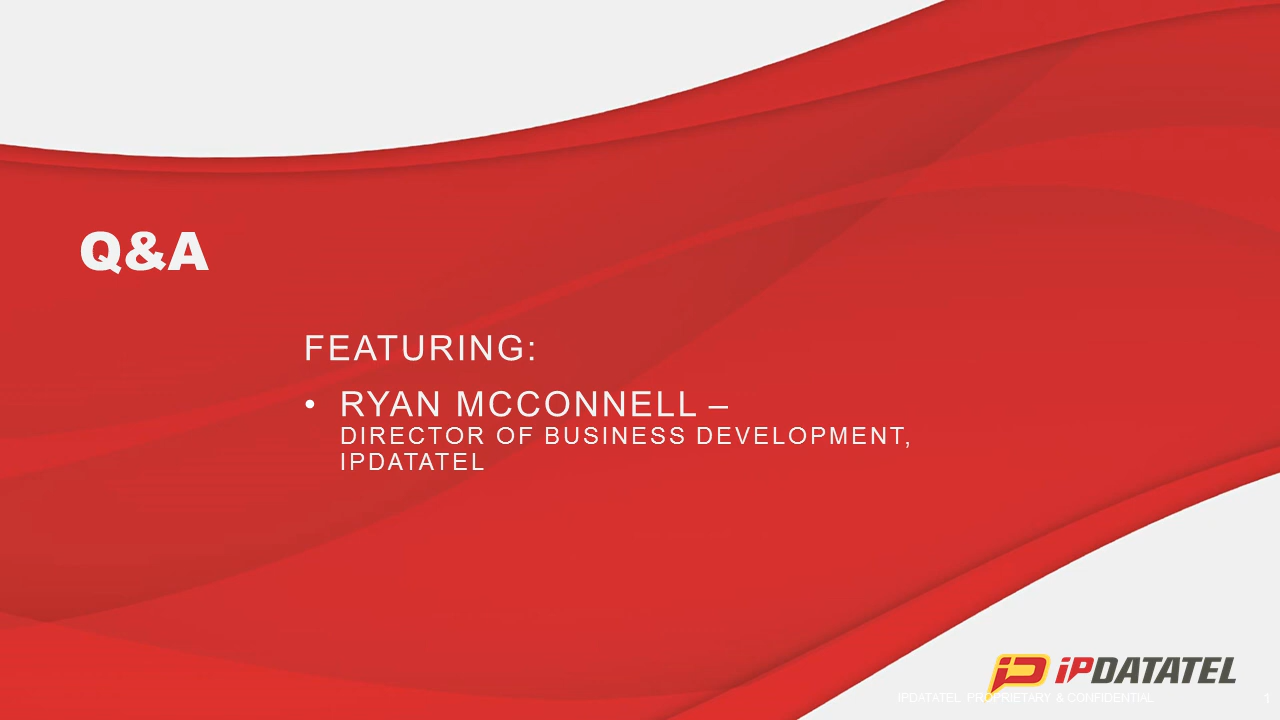 Q&A
FEATURING:
• RYAN MCCONNELL –
DIRECTOR OF BUSINESS DEVELOPMENT,
IPDATATEL
iPDATATEL
IPDATATEL PROPRIETARY & CONFIDENTIAL
1